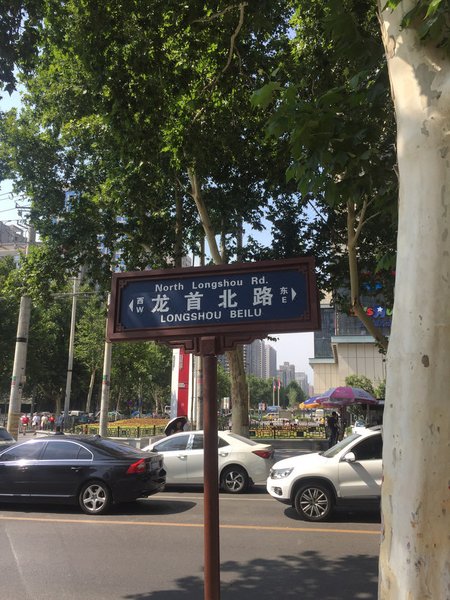 North Longshou Rd.
西 龙首北路 东
W E
LONGSHOU BEILU